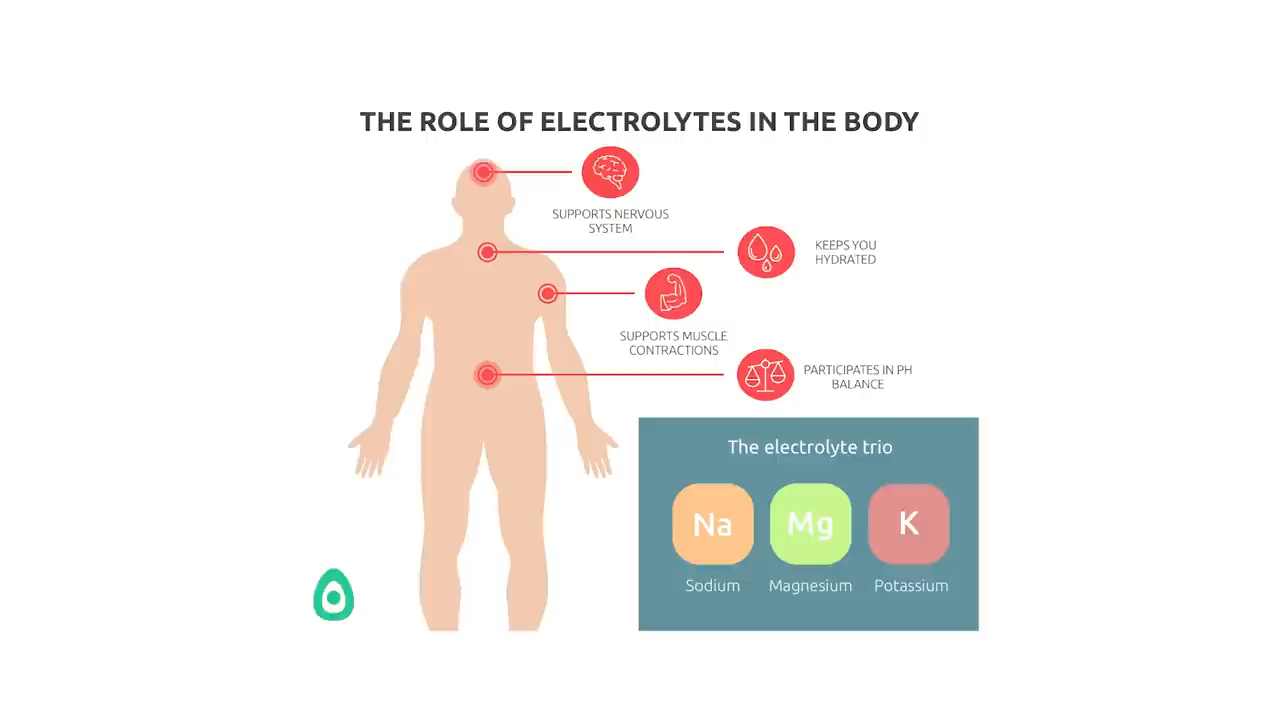 THE ROLE OF ELECTROLYTES IN THE BODY
SUPPORTS NERVOUS
SYSTEM
KEEPS YOU
HYDRATED
SUPPORTS MUSCLE
CONTRACTIONS
PARTICIPATES IN PH
BALANCE
The electrolyte trio
Na Mg K
Sodium Magnesium Potassium